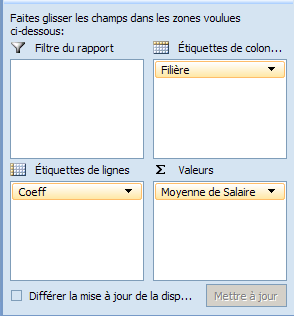 Faites glisser les champs dans les zones voulues
ci-dessous:
Filtre du rapport
Étiquettes de colon...
Filière
Étiquettes de lignes
Σ Valeurs
Coeff
Moyenne de Salaire
Différer la mise à jour de la disp...
Mettre à jour